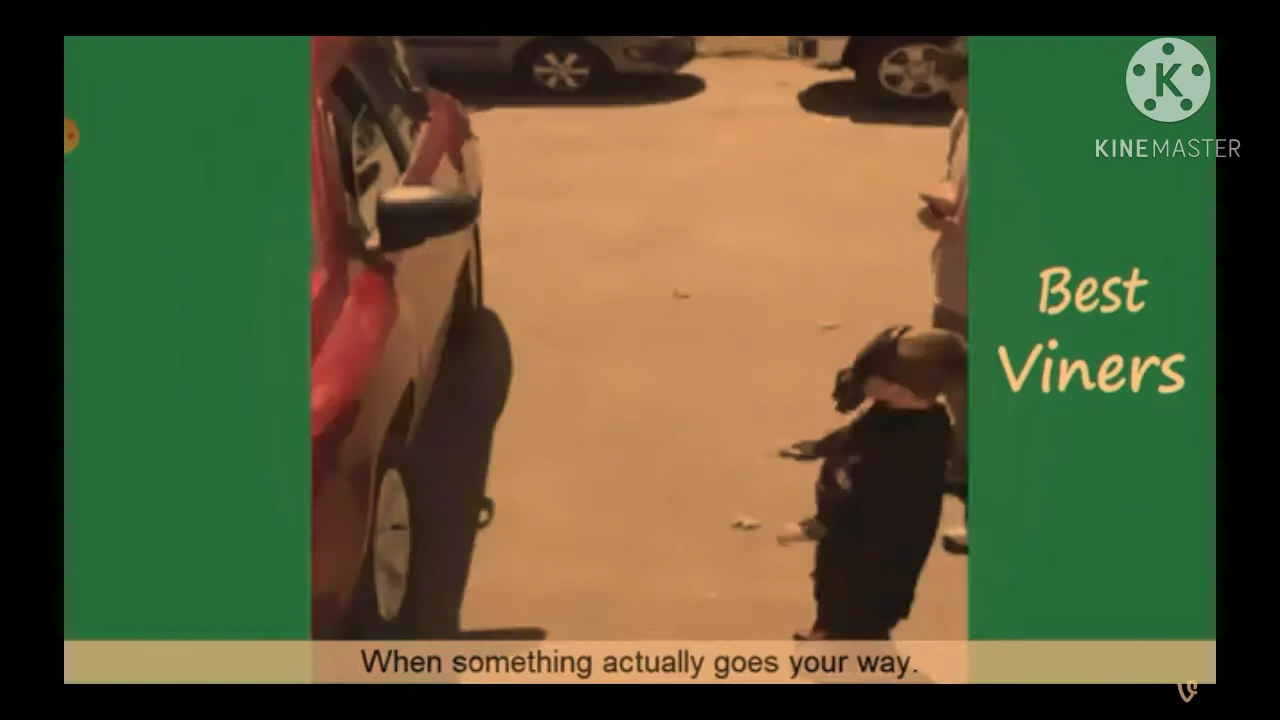 K
KINEMASTER
Best
Viners
When something actually goes your way.